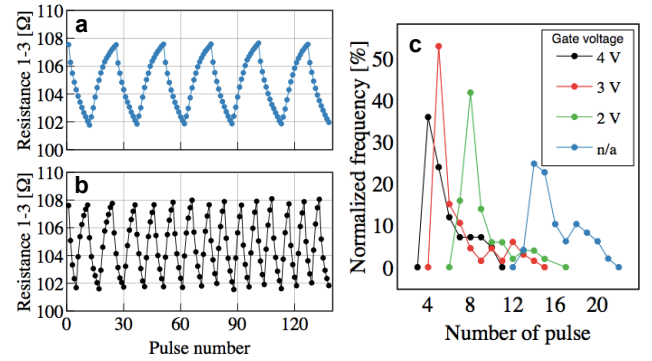 a
Resistance 1-3 [Ω]
108
106
104
102
100
b
Resistance 1-3 [Ω]
108
106
104
102
100
0
30
60
90
120
Pulse number
c
Normalized frequency [%]
50
40
30
20
10
0
4
8
12
16
20
Number of pulse
Gate voltage
4 V
3 V
2 V
n/a